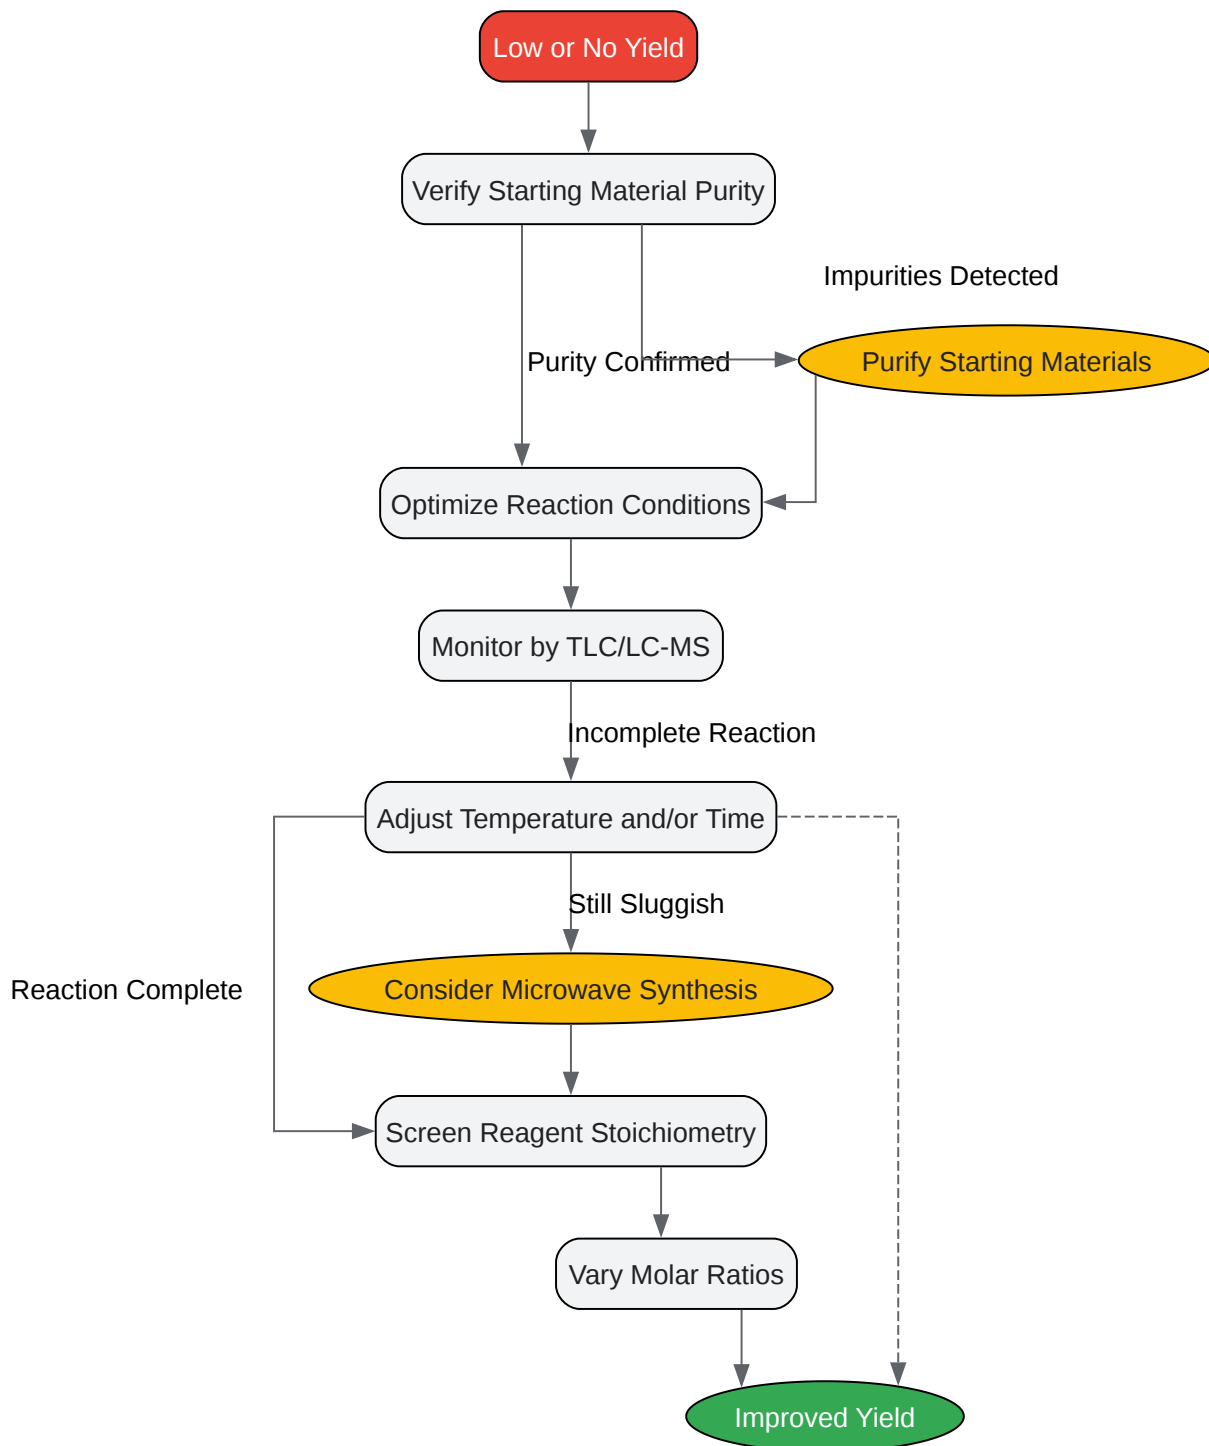 Low or No Yield
Verify Starting Material Purity
Impurities Detected
Purity Confirmed
Purify Starting Materials
Optimize Reaction Conditions
Monitor by TLC/LC-MS
Incomplete Reaction
Adjust Temperature and/or Time
Still Sluggish
Reaction Complete
Consider Microwave Synthesis
Screen Reagent Stoichiometry
Vary Molar Ratios
Improved Yield